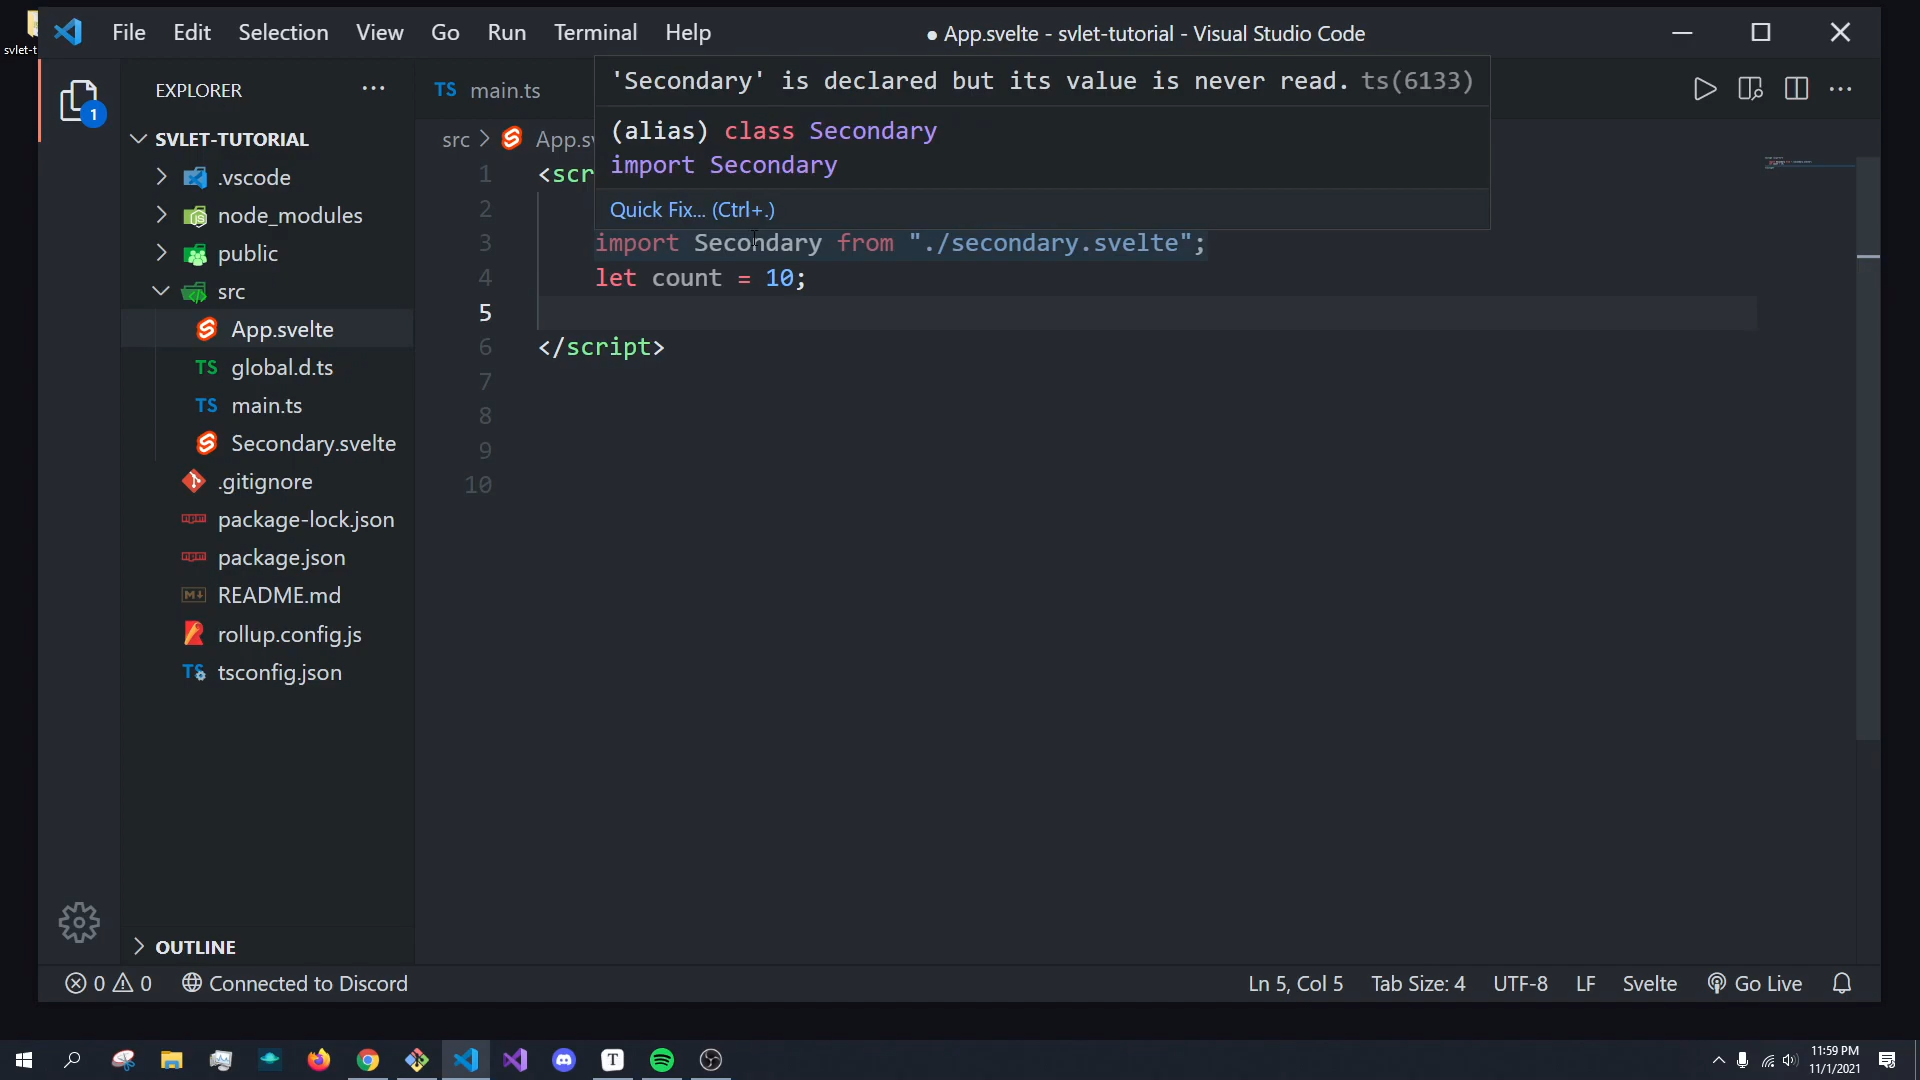 svlet-t
File Edit Selection View Go Run Terminal Help
● App.svelte - svlet-tutorial - Visual Studio Code
1
EXPLORER
SVLET-TUTORIAL
.vscode
node_modules
public
src
App.svelte
TS global.d.ts
TS main.ts
Secondary.svelte
.gitignore
package-lock.json
package.json
README.md
rollup.config.js
TS tsconfig.json
OUTLINE
TS main.ts
src > App.sv
'Secondary' is declared but its value is never read. ts(6133)
(alias) class Secondary
import Secondary
Quick Fix... (Ctrl+.)
1 <scr
2
3 import Secondary from "./secondary.svelte";
4 let count = 10;
5
6 </script>
7
8
9
10
0 0 Connected to Discord
Ln 5, Col 5 Tab Size: 4 UTF-8 LF Svelte Go Live
T
11:59 PM
11/1/2021